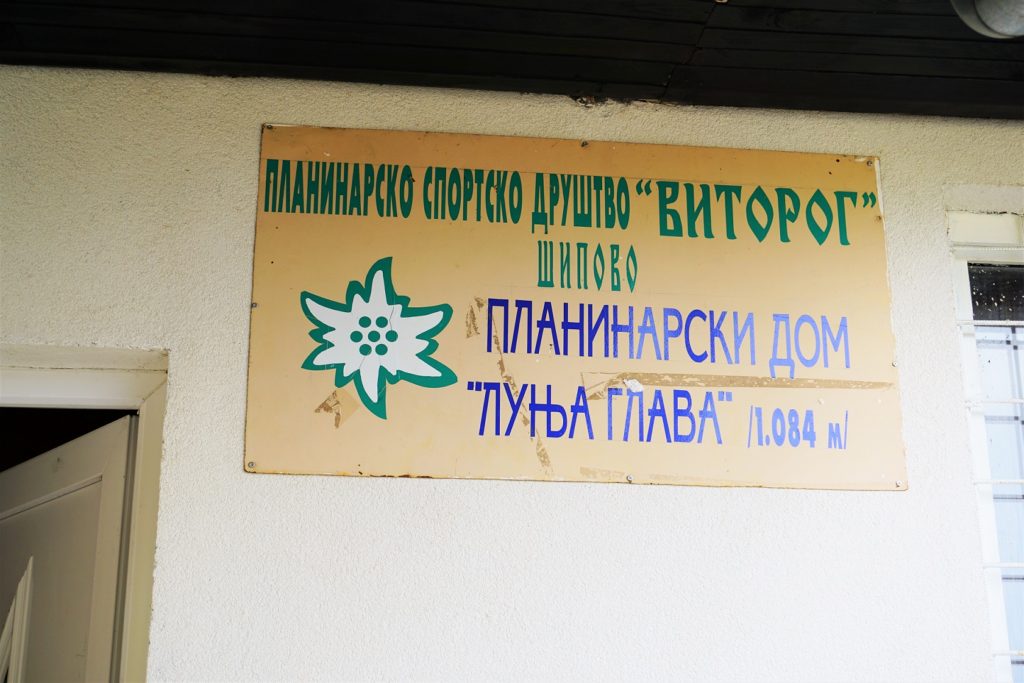 ПЛАНИНАРСКО СПОРТСКО ДРУШТВО “ВИТОРОГ”
ШИПОВО
ПЛАНИНАРСКИ ДОМ
"ЛУЊА ГЛАВА" /1.084 м/